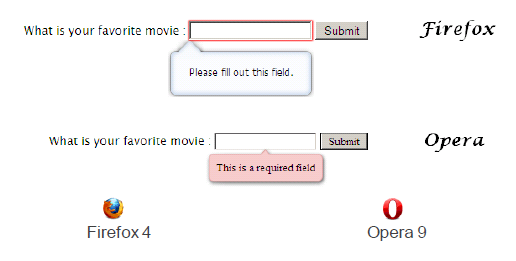 What is your favorite movie : Submit Firefox
Please fill out this field.
What is your favorite movie : Submit Opera
This is a required field
Firefox 4 Opera 9